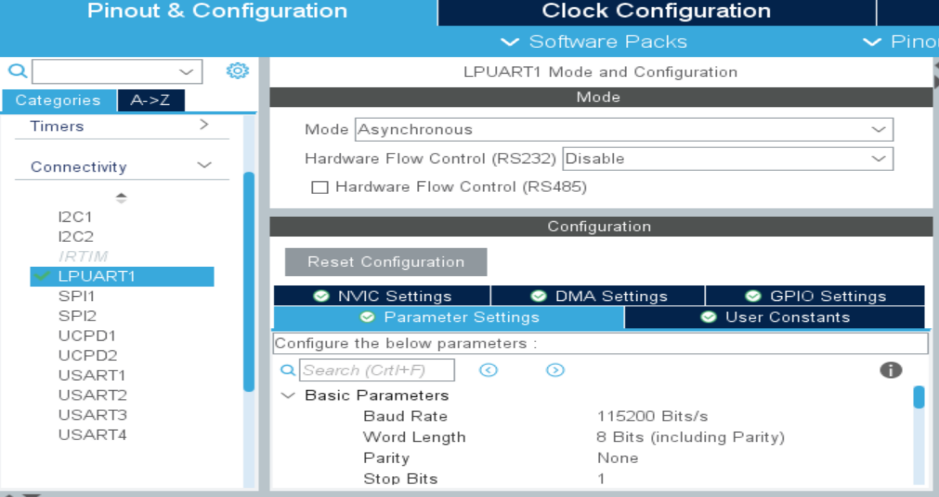 Pinout & Configuration
Clock Configuration
Software Packs
Pino
Categories
A->Z
Timers
Connectivity
I2C1
I2C2
IRTIM
LPUART1
SPI1
SPI2
UCPD1
UCPD2
USART1
USART2
USART3
USART4
LPUART1 Mode and Configuration
Mode
Mode Asynchronous
Hardware Flow Control (RS232) Disable
Hardware Flow Control (RS485)
Configuration
Reset Configuration
NVIC Settings
DMA Settings
GPIO Settings
Parameter Settings
User Constants
Configure the below parameters :
Search (Crtl+F)
Basic Parameters
Baud Rate 115200 Bits/s
Word Length 8 Bits (including Parity)
Parity None
Stop Bits 1